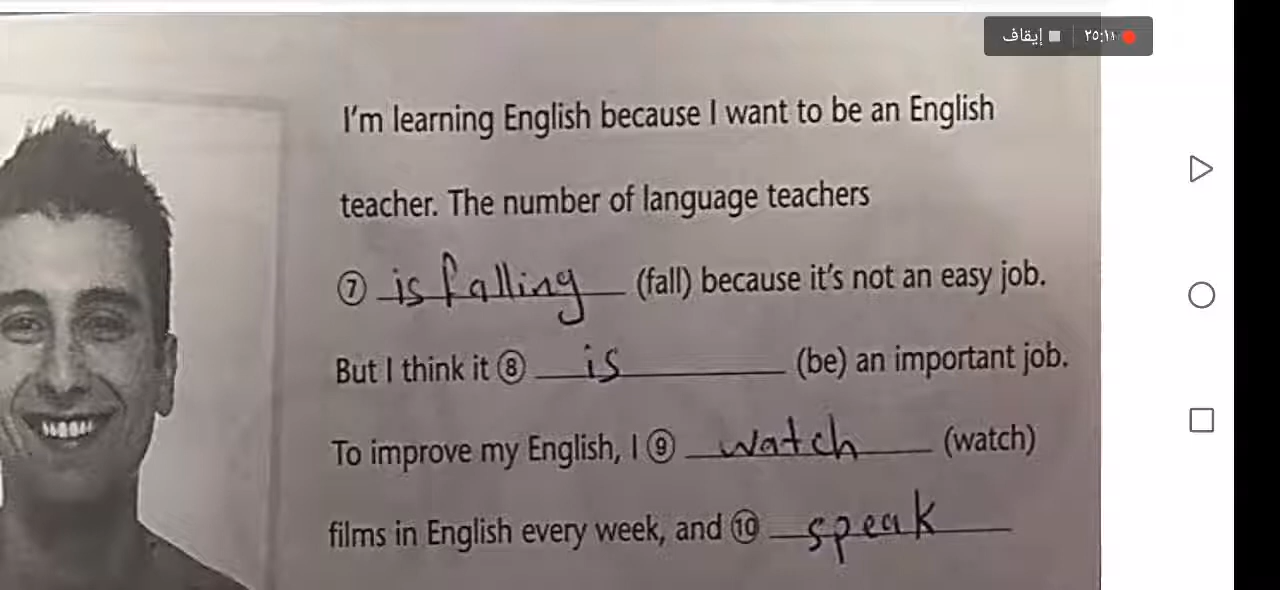 إيقاف ٢٥:١١
I'm learning English because I want to be an English
teacher. The number of language teachers
⑦ is falling (fall) because it's not an easy job.
But I think it ⑧ is (be) an important job.
To improve my English, I ⑨ watch (watch)
films in English every week, and ⑩ speak